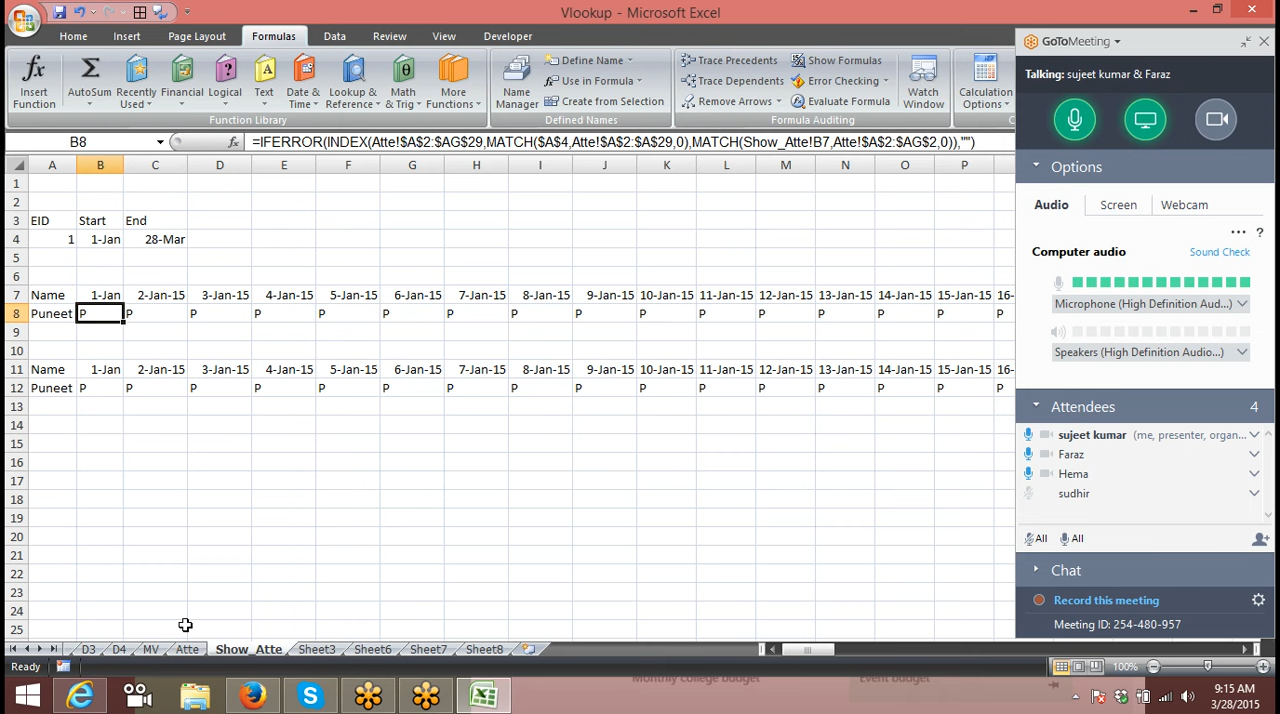 Vlookup - Microsoft Excel
Home Insert Page Layout Formulas Data Review View Developer
Insert Function
AutoSum
Recently Used
Financial
Logical
Text
Date & Time
Lookup & Reference
Math & Trig
More Functions
Function Library
Name Manager
Define Name
Use in Formula
Create from Selection
Defined Names
Trace Precedents
Trace Dependents
Remove Arrows
Show Formulas
Error Checking
Evaluate Formula
Formula Auditing
Watch Window
Calculation Options
B8 fx =IFERROR(INDEX(Atte!$A$2:$AG$29,MATCH($A$4,Atte!$A$2:$A$29,0),MATCH(Show_Atte!B7,Atte!$A$2:$AG$2,0)),"")
A B C D E F G H I J K L M N O P
1
2
3 EID Start End
4 1 1-Jan 28-Mar
5
6
7 Name 1-Jan 2-Jan-15 3-Jan-15 4-Jan-15 5-Jan-15 6-Jan-15 7-Jan-15 8-Jan-15 9-Jan-15 10-Jan-15 11-Jan-15 12-Jan-15 13-Jan-15 14-Jan-15 15-Jan-15 16-
8 Puneet P P P P P P P P P P P P P P P P
9
10
11 Name 1-Jan 2-Jan-15 3-Jan-15 4-Jan-15 5-Jan-15 6-Jan-15 7-Jan-15 8-Jan-15 9-Jan-15 10-Jan-15 11-Jan-15 12-Jan-15 13-Jan-15 14-Jan-15 15-Jan-15 16-
12 Puneet P P P P P P P P P P P P P P P P
13
14
15
16
17
18
19
20
21
22
23
24
25
D3 D4 MV Atte Show_Atte Sheet3 Sheet6 Sheet7 Sheet8
Ready 100%
Monthly college budget Event budget
9:15 AM
3/28/2015
GoToMeeting
Talking: sujeet kumar & Faraz
Options
Audio Screen Webcam
... ?
Computer audio Sound Check
Microphone (High Definition Aud...)
Speakers (High Definition Audio...)
Attendees 4
sujeet kumar (me, presenter, organ...
Faraz
Hema
sudhir
All All
Chat
Record this meeting
Meeting ID: 254-480-957